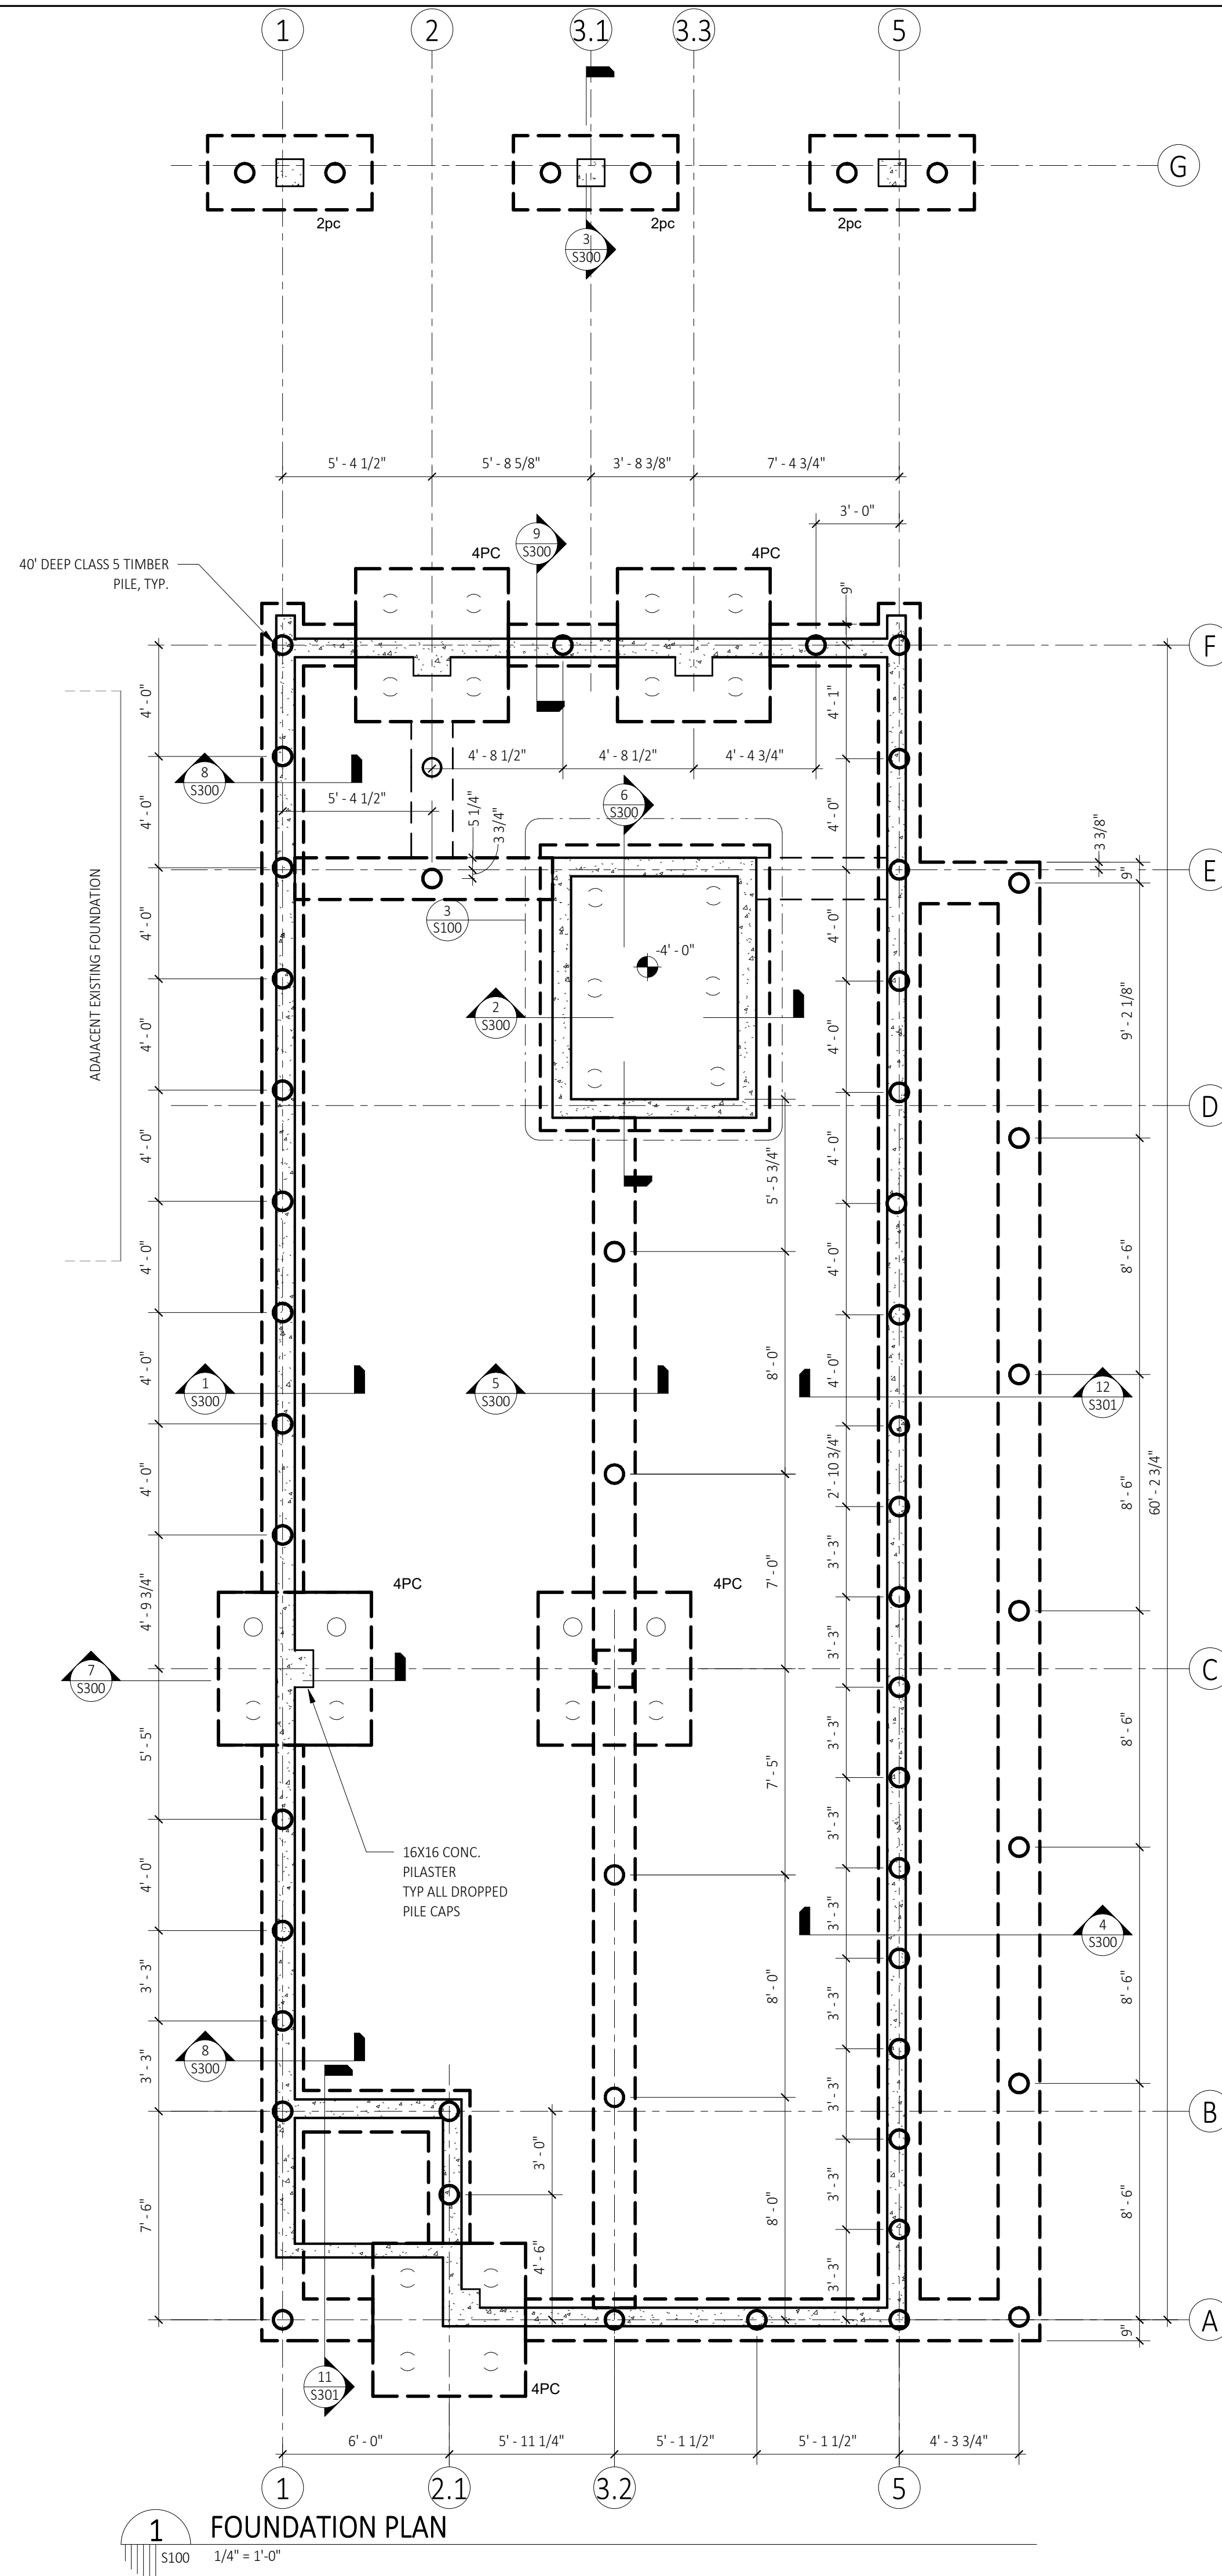 1
2
3.1
3.3
5
G
2pc
2pc
2pc
3
S300
5' - 4 1/2"
5' - 8 5/8"
3' - 8 3/8"
7' - 4 3/4"
3' - 0"
9
S300
4PC
4PC
40' DEEP CLASS 5 TIMBER
PILE, TYP.
9"
F
4' - 0"
4' - 1"
4' - 8 1/2"
4' - 8 1/2"
4' - 4 3/4"
8
S300
5' - 4 1/2"
6
S300
4' - 0"
5 1/4"
3 3/4"
4' - 0"
3 3/8"
E
9"
3
S100
ADAJACENT EXISTING FOUNDATION
4' - 0"
-4' - 0"
4' - 0"
2
S300
9' - 2 1/8"
4' - 0"
4' - 0"
D
4' - 0"
5' - 5 3/4"
4' - 0"
4' - 0"
4' - 0"
8' - 6"
4' - 0"
8' - 0"
4' - 0"
1
S300
5
S300
12
S301
4' - 0"
2' - 10 3/4"
8' - 6"
60' - 2 3/4"
4' - 9 3/4"
4PC
7' - 0"
4PC
3' - 3"
3' - 3"
7
S300
C
5' - 5"
7' - 5"
3' - 3"
8' - 6"
16X16 CONC.
PILASTER
TYP ALL DROPPED
PILE CAPS
4' - 0"
3' - 3"
3' - 3"
4
S300
3' - 3"
8' - 0"
3' - 3"
8' - 6"
8
S300
3' - 3"
3' - 3"
B
3' - 0"
3' - 3"
7' - 6"
4' - 6"
8' - 0"
3' - 3"
8' - 6"
A
9"
11
S301
4PC
6' - 0"
5' - 11 1/4"
5' - 1 1/2"
5' - 1 1/2"
4' - 3 3/4"
1
2.1
3.2
5
1
S100
FOUNDATION PLAN
1/4" = 1'-0"